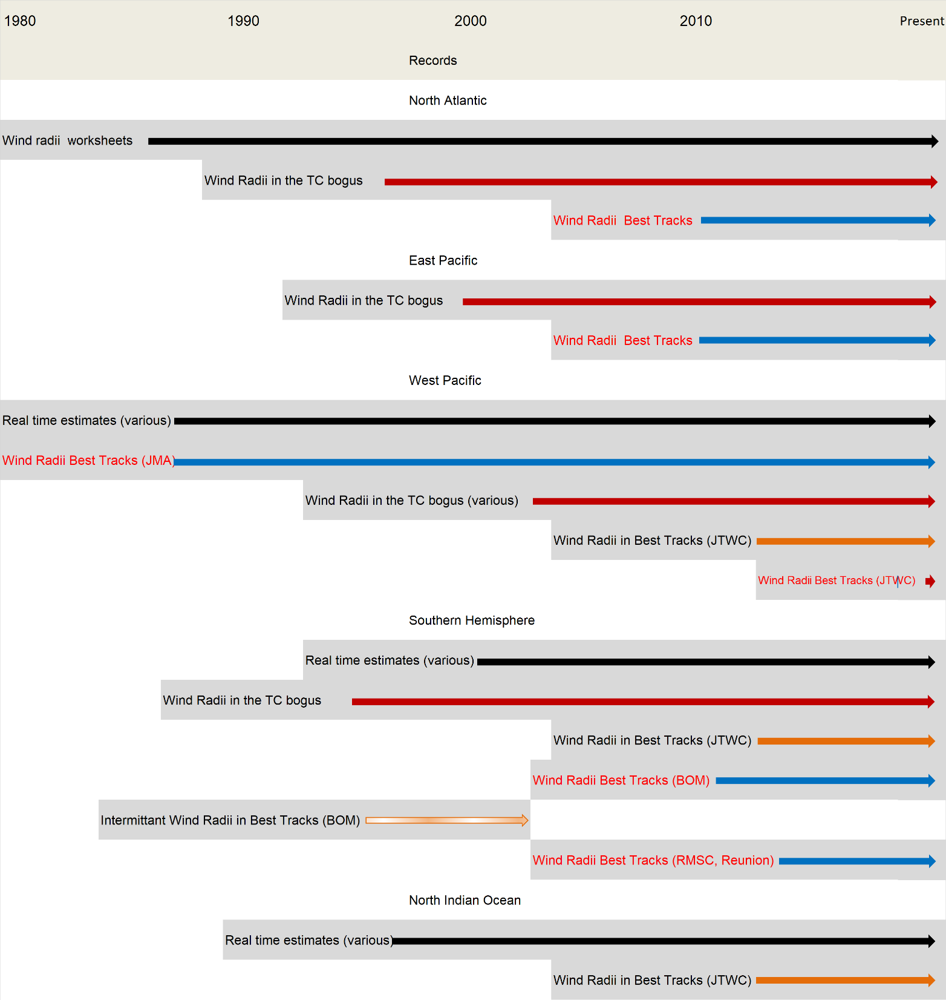 1980 1990 2000 2010 Present
Records
North Atlantic
Wind radii  worksheets
Wind Radii in the TC bogus
Wind Radii  Best Tracks
East Pacific
Wind Radii in the TC bogus
Wind Radii  Best Tracks
West Pacific
Real time estimates (various)
Wind Radii Best Tracks (JMA)
Wind Radii in the TC bogus (various)
Wind Radii in Best Tracks (JTWC)
Wind Radii Best Tracks (JTWC)
Southern Hemisphere
Real time estimates (various)
Wind Radii in the TC bogus
Wind Radii in Best Tracks (JTWC)
Wind Radii Best Tracks (BOM)
Intermittant Wind Radii in Best Tracks (BOM)
Wind Radii Best Tracks (RMSC, Reunion)
North Indian Ocean
Real time estimates (various)
Wind Radii in Best Tracks (JTWC)